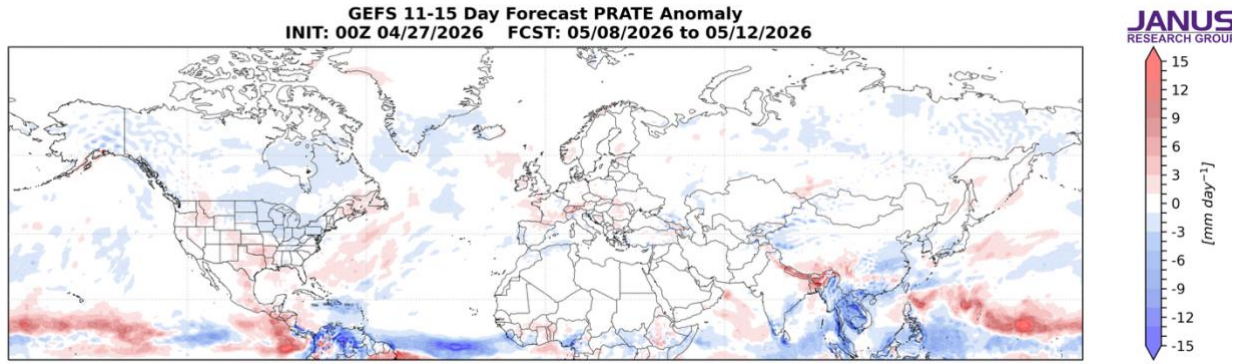 GEFS 11-15 Day Forecast PRATE Anomaly
INIT: 00Z 04/27/2026 FCST: 05/08/2026 to 05/12/2026
JANUS
RESEARCH GROUP
15
12
9
6
3
0
-3
-6
-9
-12
-15
[mm day⁻¹]